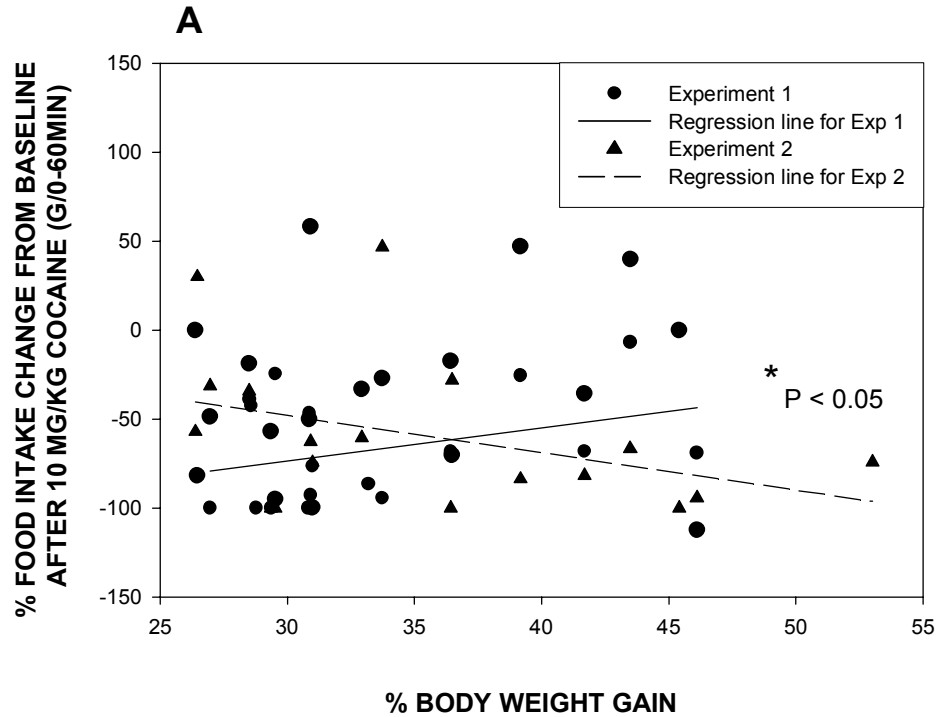 A
% FOOD INTAKE CHANGE FROM BASELINE
AFTER 10 MG/KG COCAINE (G/0-60MIN)
150
100
50
0
-50
-100
-150
Experiment 1
Regression line for Exp 1
Experiment 2
Regression line for Exp 2
*
P < 0.05
25 30 35 40 45 50 55
% BODY WEIGHT GAIN